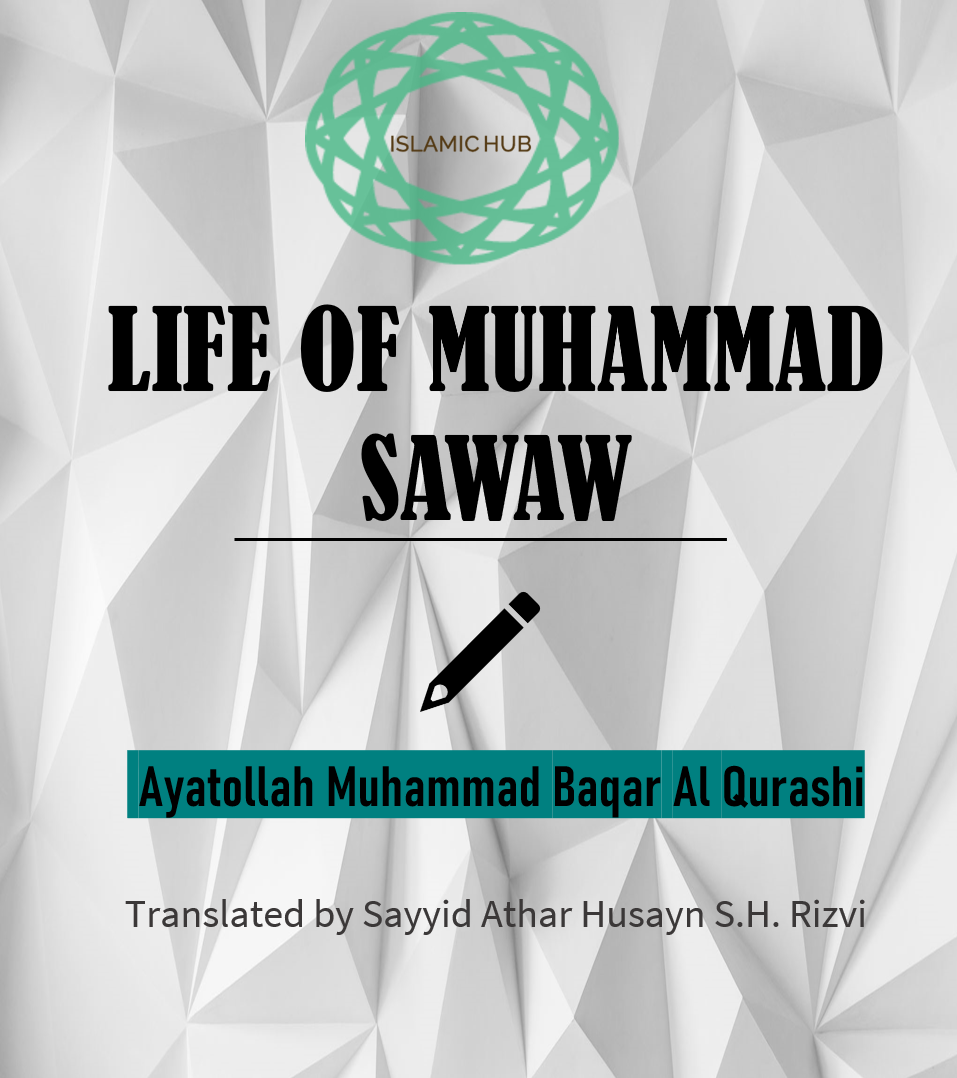 ISLAMIC HUB
LIFE OF MUHAMMAD
SAWAW
Ayatollah Muhammad Baqar Al Qurashi
Translated by Sayyid Athar Husayn S.H. Rizvi